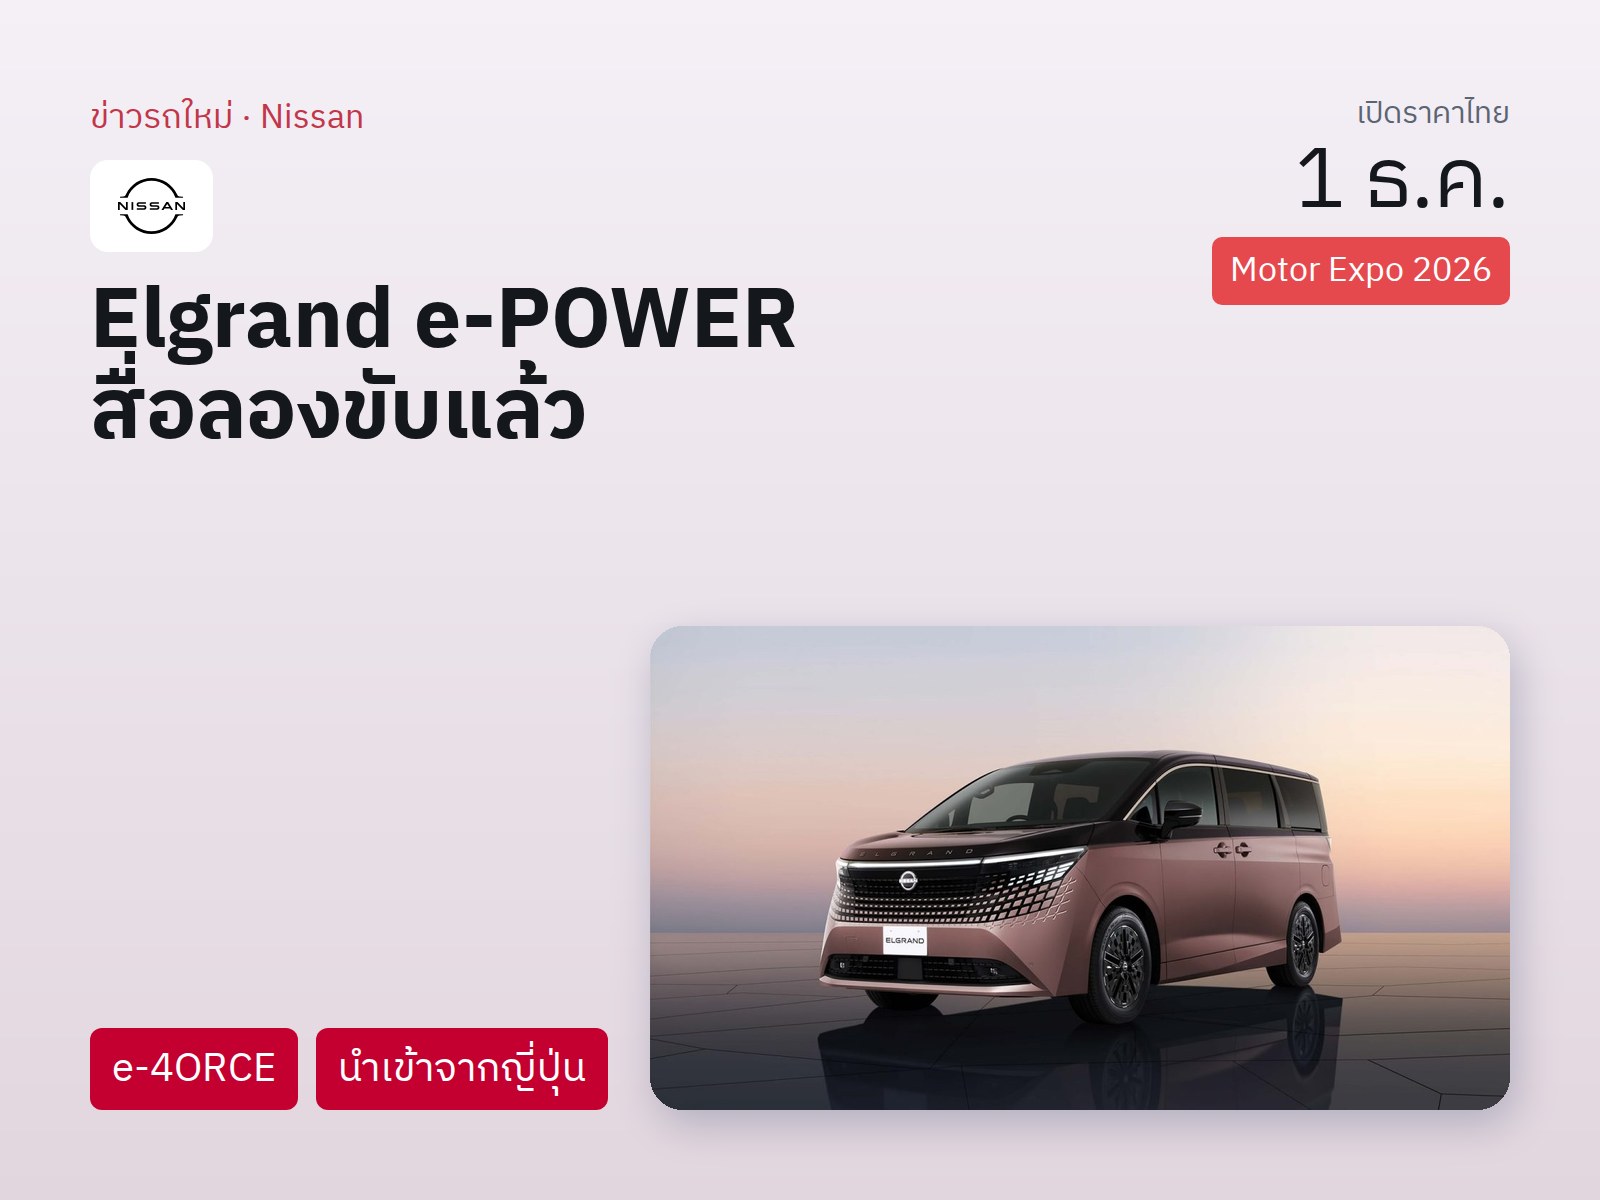 ข่าวรถใหม่ · Nissan
NISSAN
Elgrand e-POWER
สื่อลองขับแล้ว
เปิดราคาไทย
1 ธ.ค.
Motor Expo 2026
ELGRAND
NISSAN
ELGRAND
e-4ORCE
นำเข้าจากญี่ปุ่น